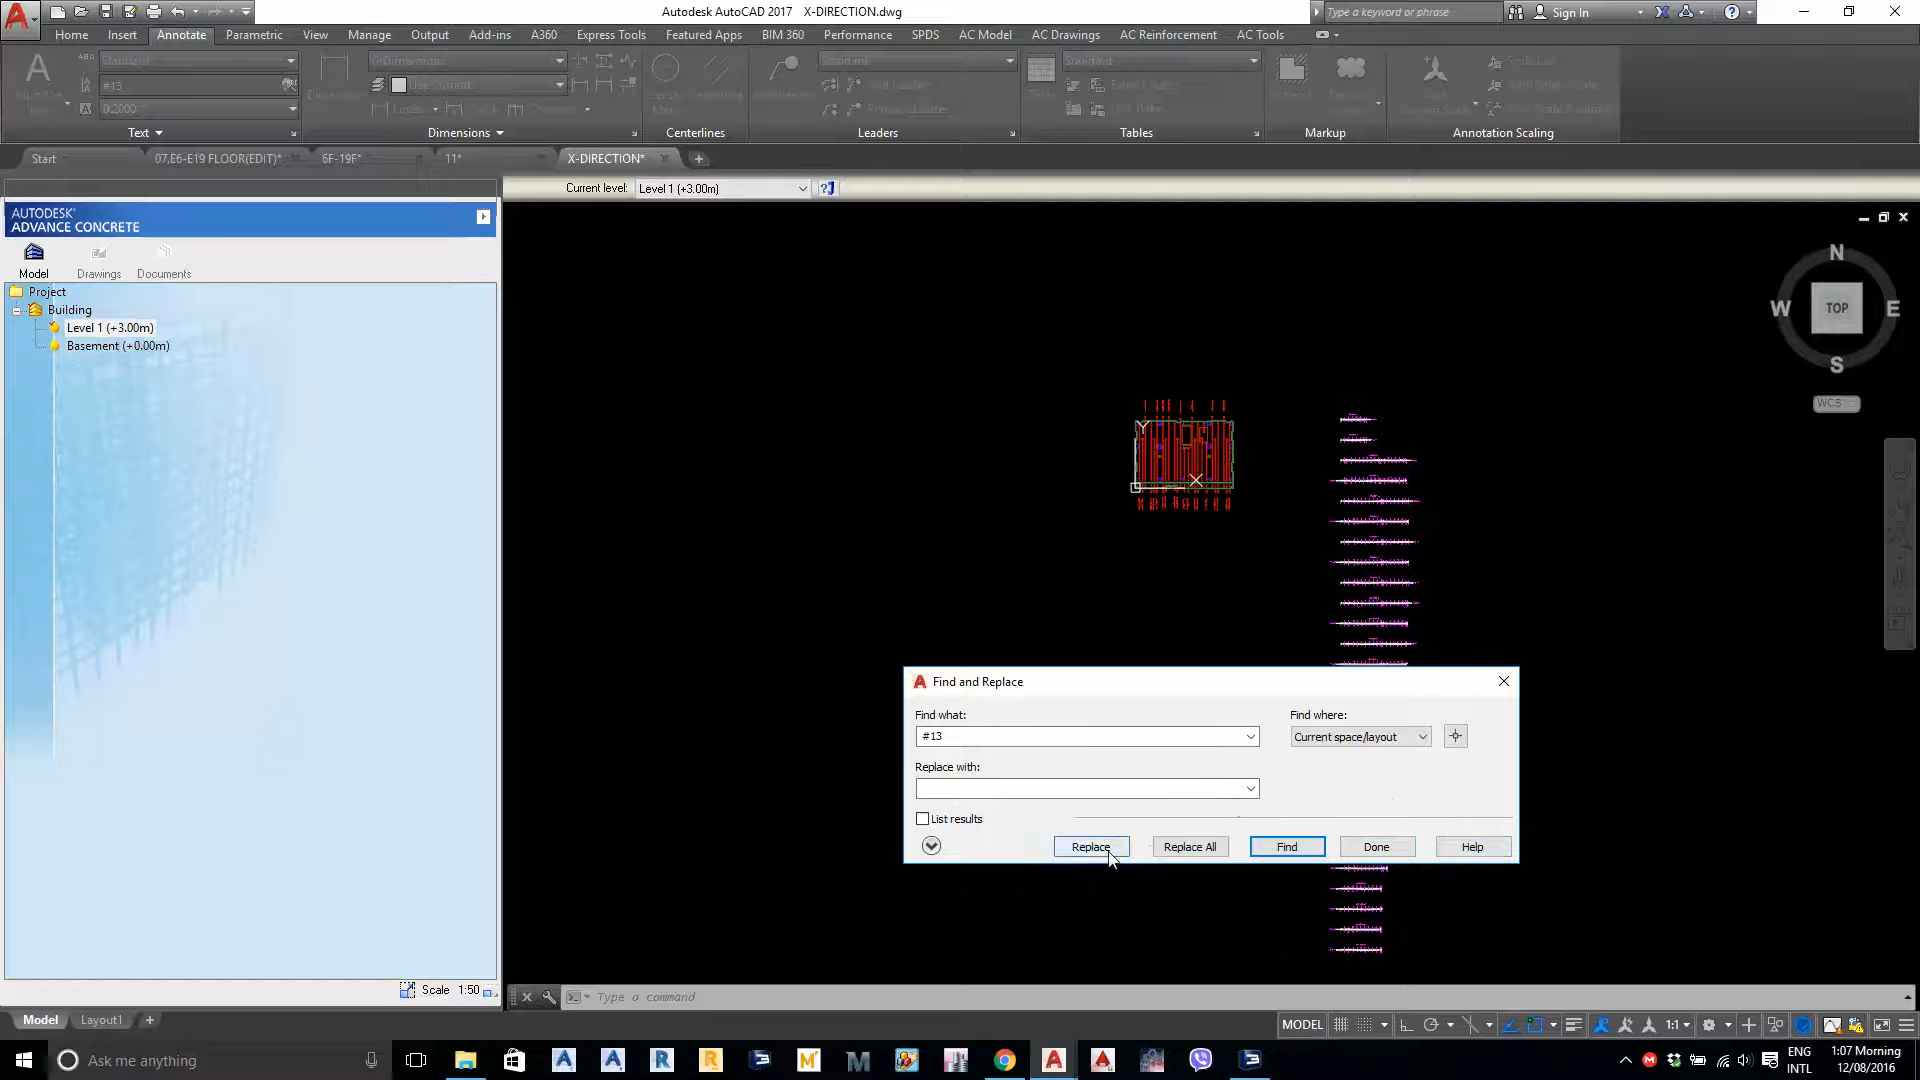 Autodesk AutoCAD 2017 X-DIRECTION.dwg
Type a keyword or phrase
Sign In
Home Insert Annotate Parametric View Manage Output Add-ins A360 Express Tools Featured Apps BIM 360 Performance SPDS AC Model AC Drawings AC Reinforcement AC Tools
Standard
Standard
Standard
#13
Use Current
0.2000
Text Dimensions Centerlines Leaders Tables Markup Annotation Scaling
Start 07.E6-E19 FLOOR(EDIT)* 6F-19F* 11* X-DIRECTION*
Current level: Level 1 (+3.00m)
AUTODESK
ADVANCE CONCRETE
Model Drawings Documents
Project
Building
Level 1 (+3.00m)
Basement (+0.00m)
N
W TOP E
S
WCS
Y
X
Find and Replace
Find what: Find where:
#13 Current space/layout
Replace with:
List results
Replace Replace All Find Done Help
Scale 1:50
Type a command
Model Layout1
MODEL 1:1
Ask me anything
ENG
INTL
1:07 Morning
12/08/2016